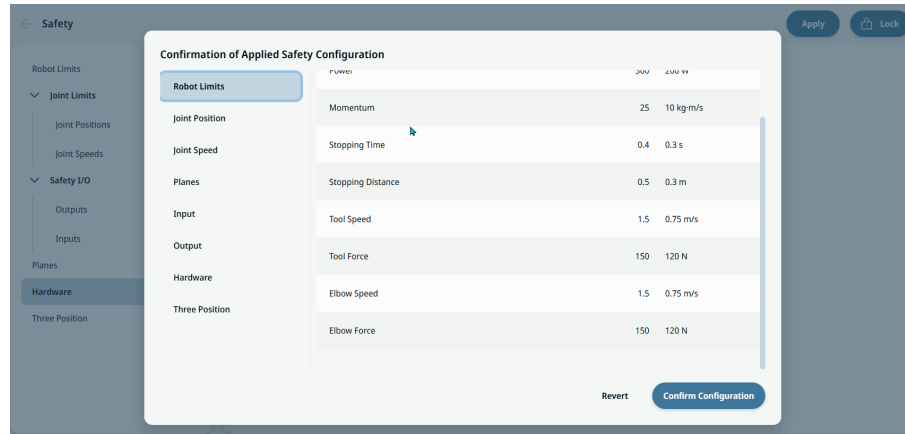 Safety
Apply
Lock
Robot Limits
Joint Limits
Joint Positions
Joint Speeds
Safety I/O
Outputs
Inputs
Planes
Hardware
Three Position
Confirmation of Applied Safety Configuration
Robot Limits
Joint Position
Joint Speed
Planes
Input
Output
Hardware
Three Position
Power 300 200 W
Momentum 25 10 kg-m/s
Stopping Time 0.4 0.3 s
Stopping Distance 0.5 0.3 m
Tool Speed 1.5 0.75 m/s
Tool Force 150 120 N
Elbow Speed 1.5 0.75 m/s
Elbow Force 150 120 N
Revert
Confirm Configuration